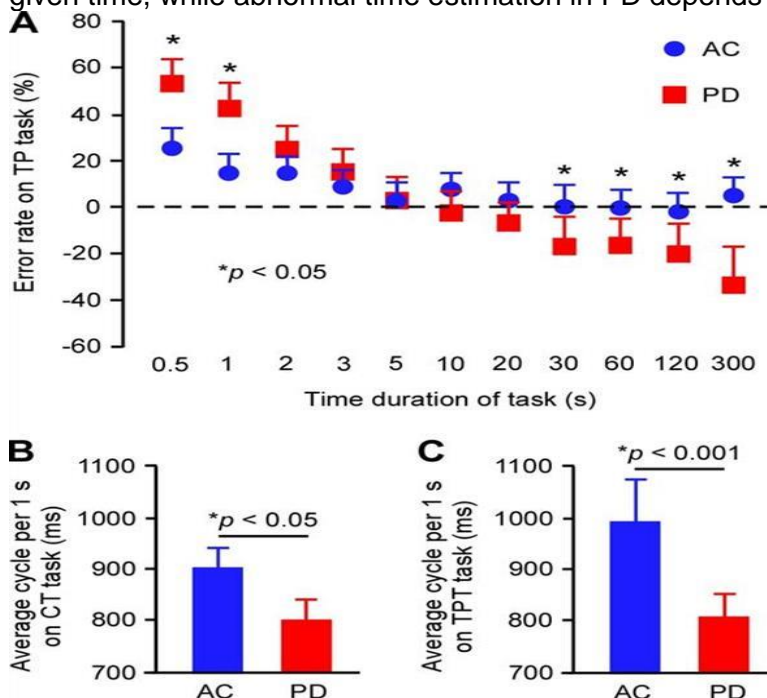 given time, while abnormal time estimation in PD depends
A
Error rate on TP task (%)
80
60
40
20
0
-20
-40
-60
* * * * * *
AC
PD
*p < 0.05
0.5 1 2 3 5 10 20 30 60 120 300
Time duration of task (s)
B
Average cycle per 1 s
on CT task (ms)
1100
1000
900
800
700
*p < 0.05
AC PD
C
Average cycle per 1 s
on TPT task (ms)
1100
1000
900
800
700
*p < 0.001
AC PD